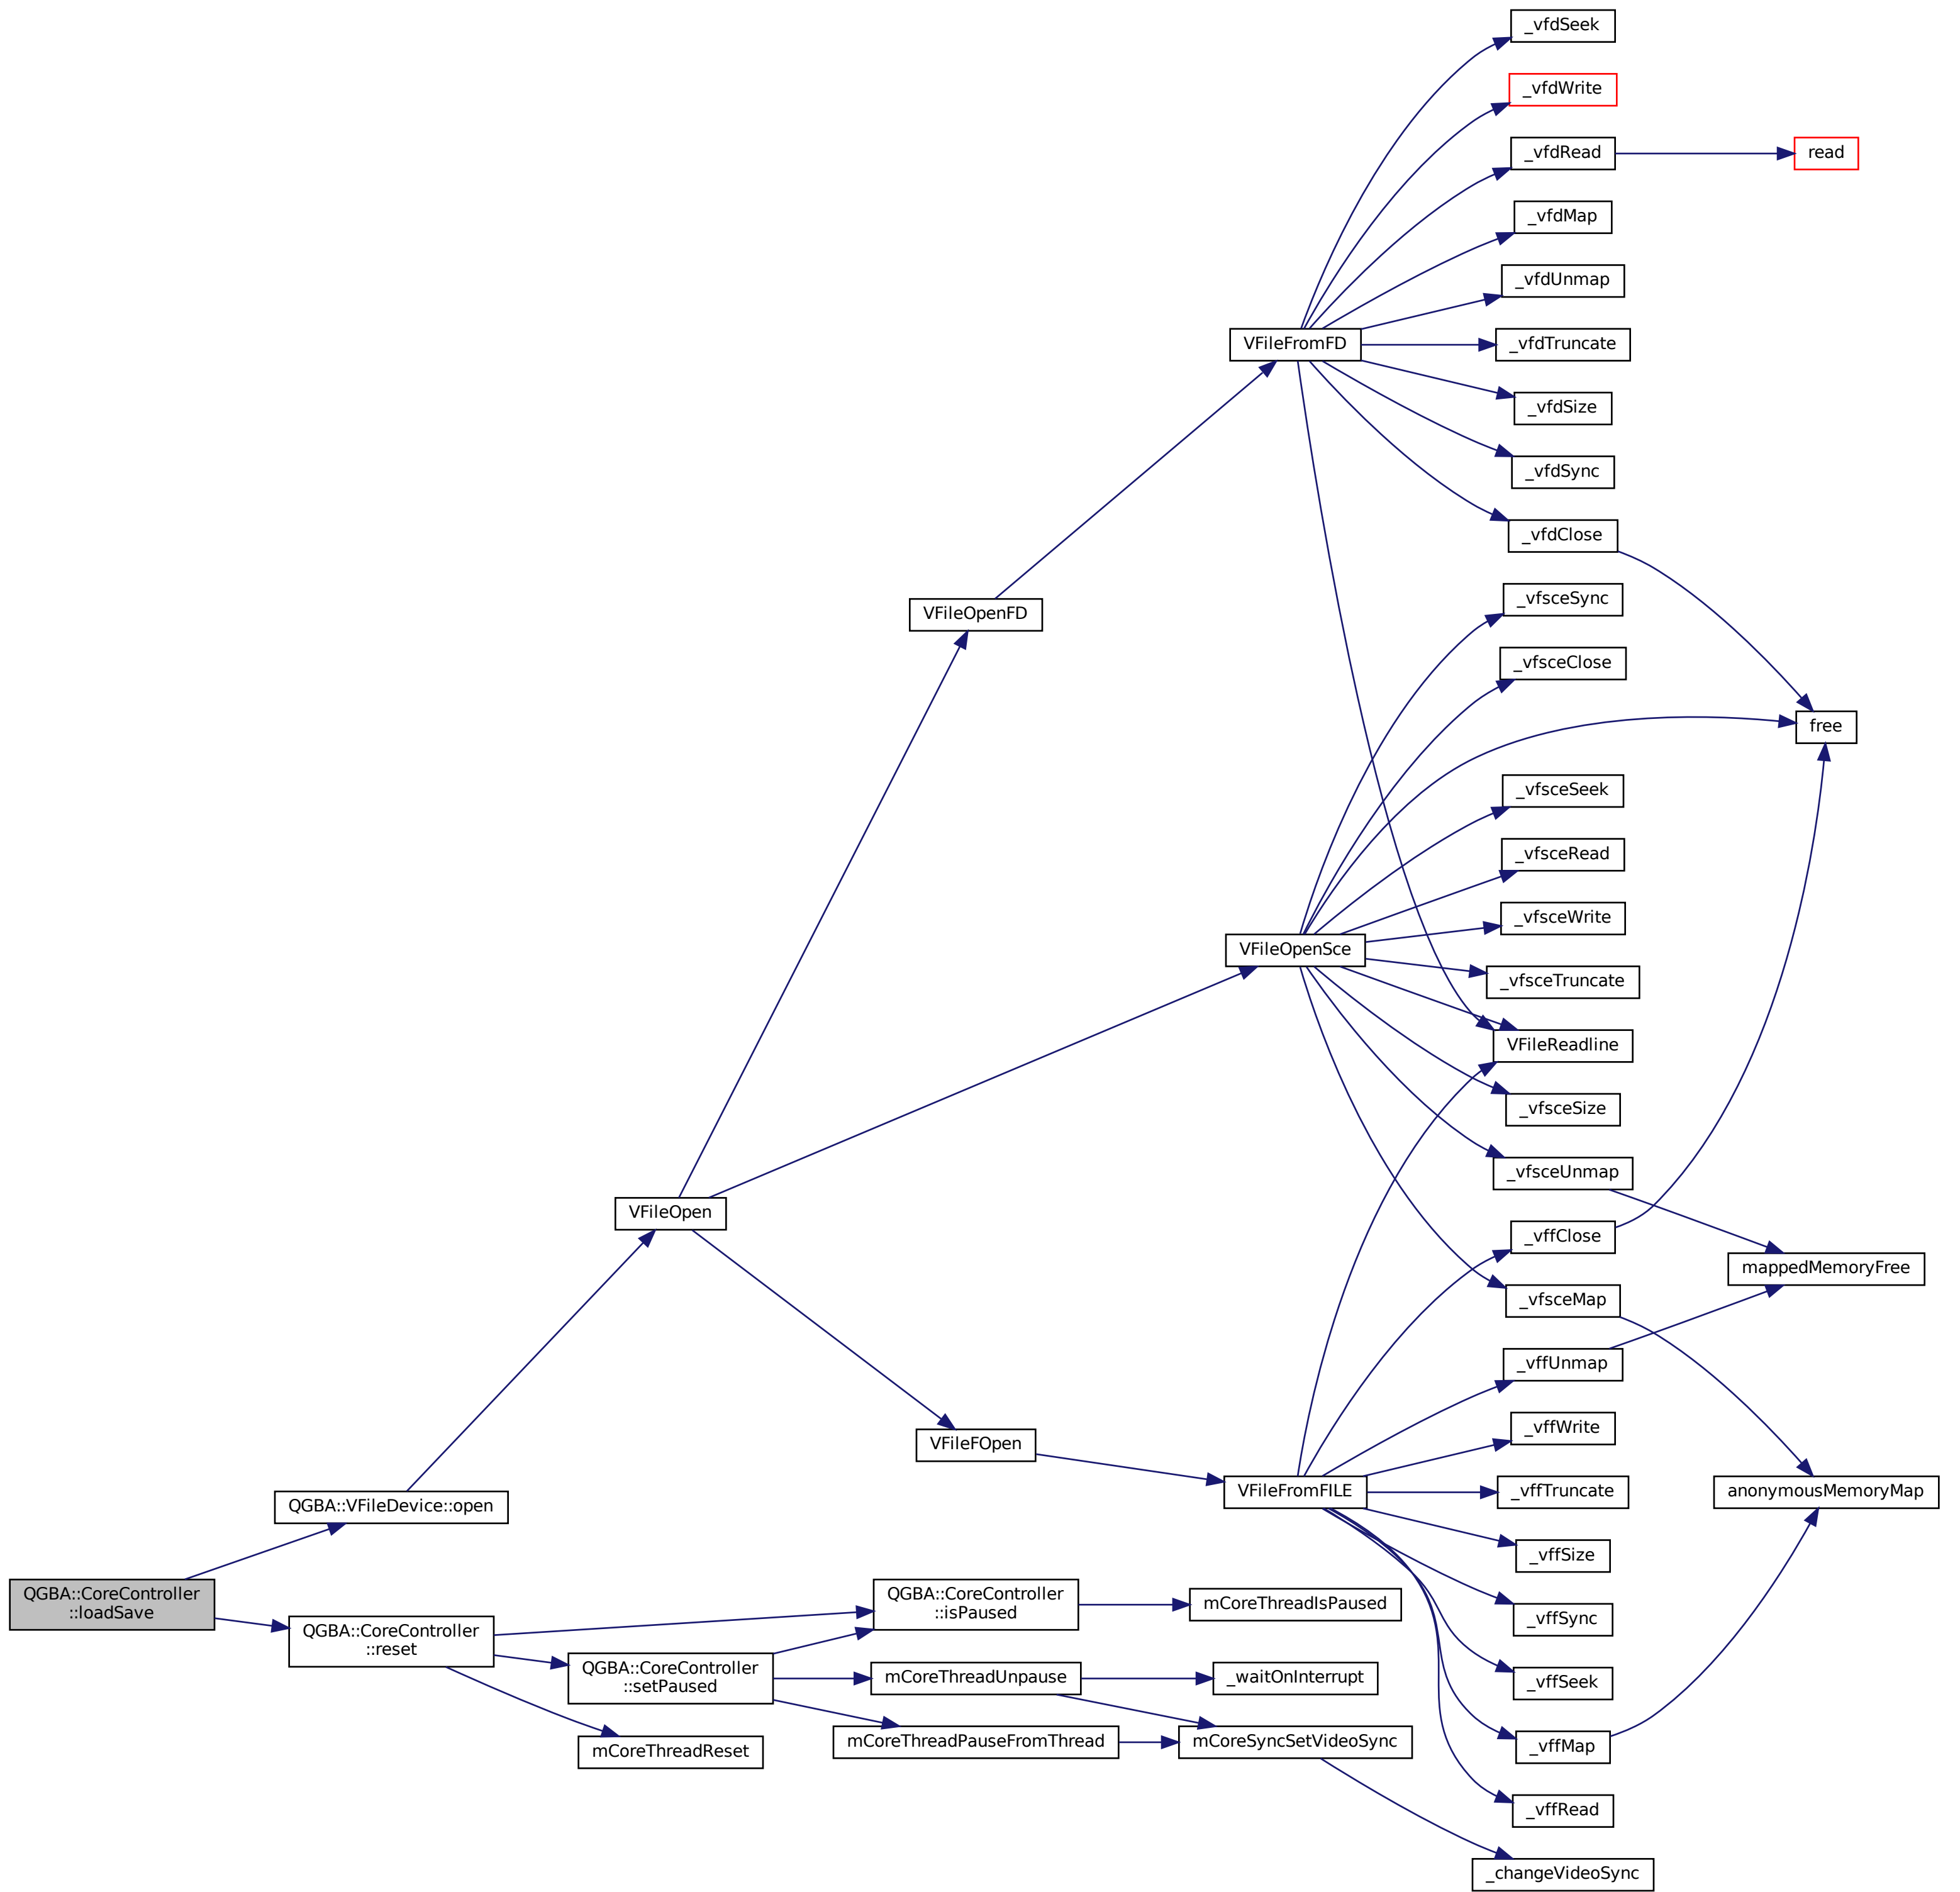 _vfdSeek
_vfdWrite
_vfdRead
read
_vfdMap
_vfdUnmap
VFileFromFD
_vfdTruncate
_vfdSize
_vfdSync
_vfdClose
_vfsceSync
VFileOpenFD
_vfsceClose
free
_vfsceSeek
_vfsceRead
_vfsceWrite
VFileOpenSce
_vfsceTruncate
VFileReadline
_vfsceSize
_vfsceUnmap
VFileOpen
_vffClose
mappedMemoryFree
_vfsceMap
_vffUnmap
_vffWrite
VFileFOpen
VFileFromFILE
_vffTruncate
anonymousMemoryMap
QGBA::VFileDevice::open
_vffSize
QGBA::CoreController
::loadSave
QGBA::CoreController
::isPaused
mCoreThreadIsPaused
_vffSync
QGBA::CoreController
::reset
QGBA::CoreController
::setPaused
mCoreThreadUnpause
_waitOnInterrupt
_vffSeek
mCoreThreadReset
mCoreThreadPauseFromThread
mCoreSyncSetVideoSync
_vffMap
_vffRead
_changeVideoSync